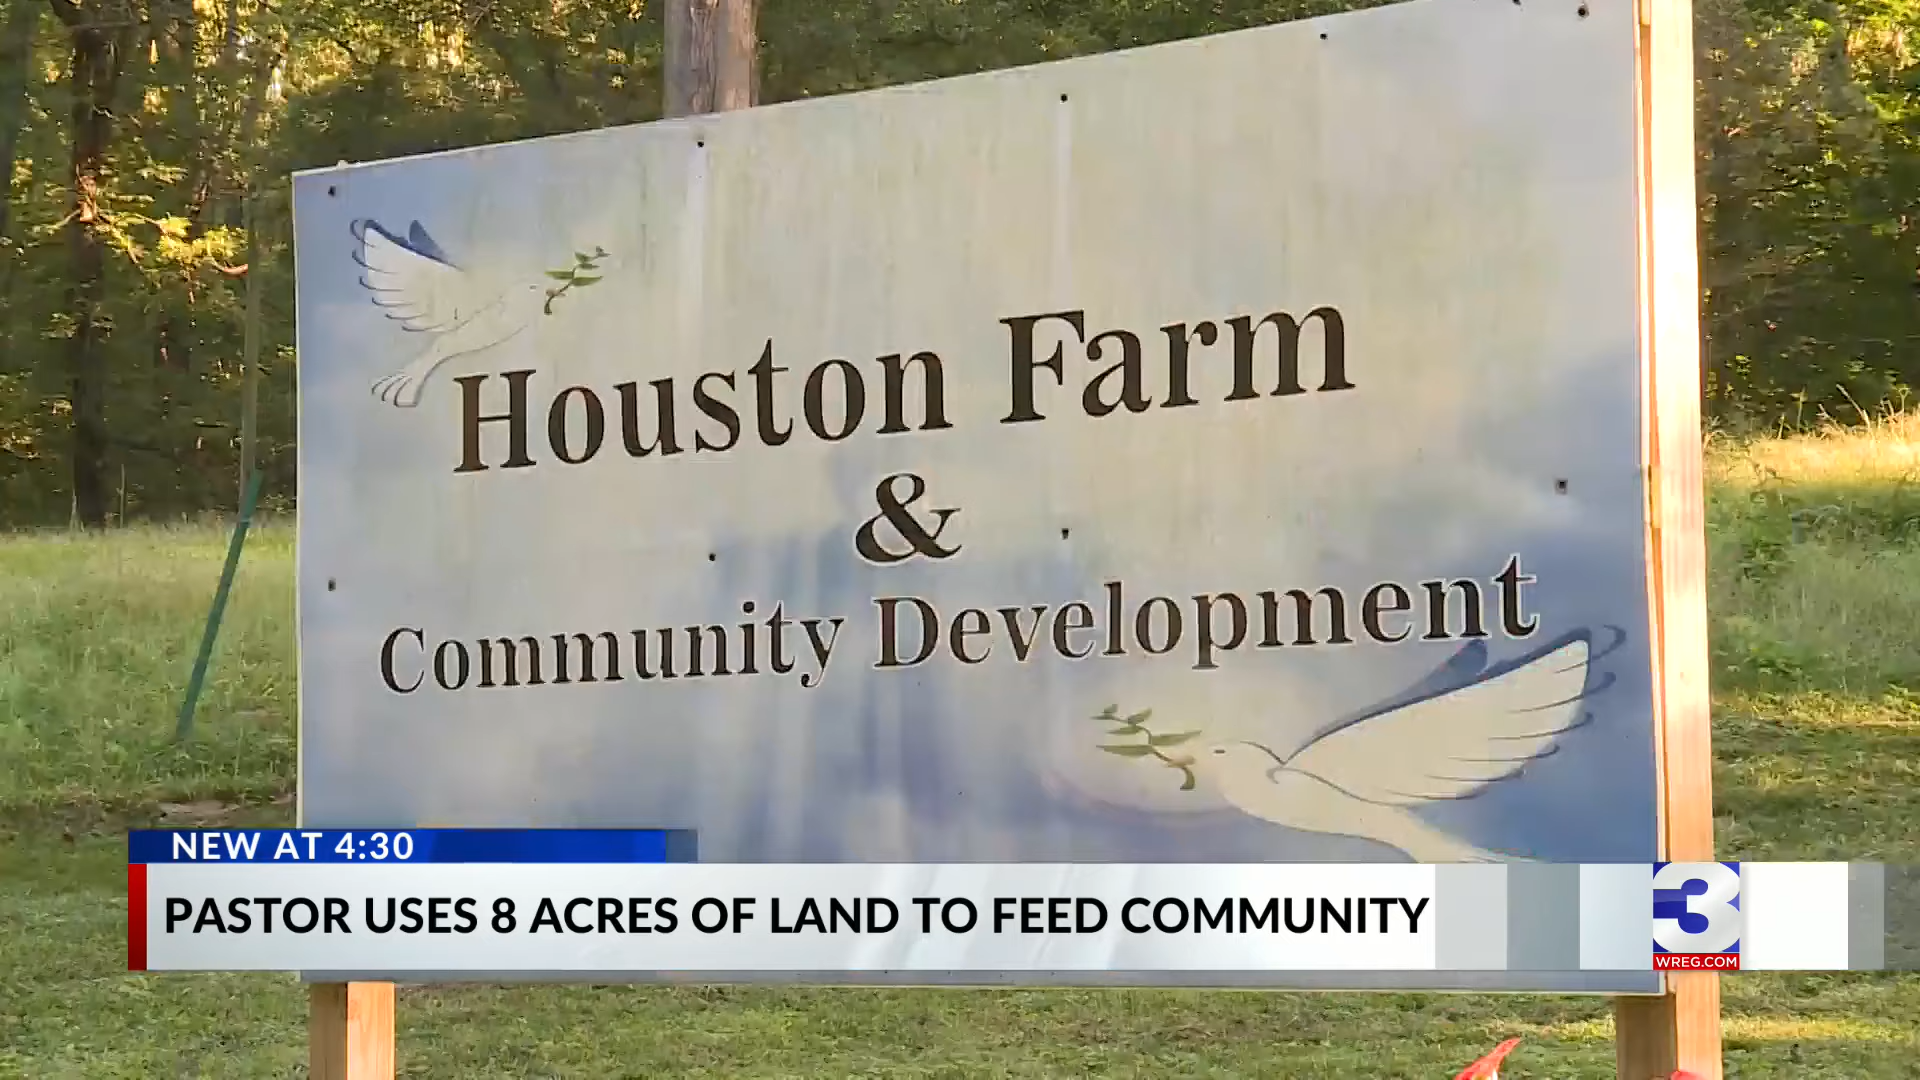 Houston Farm
&
Community Development
NEW AT 4:30
PASTOR USES 8 ACRES OF LAND TO FEED COMMUNITY
3
WREG.COM